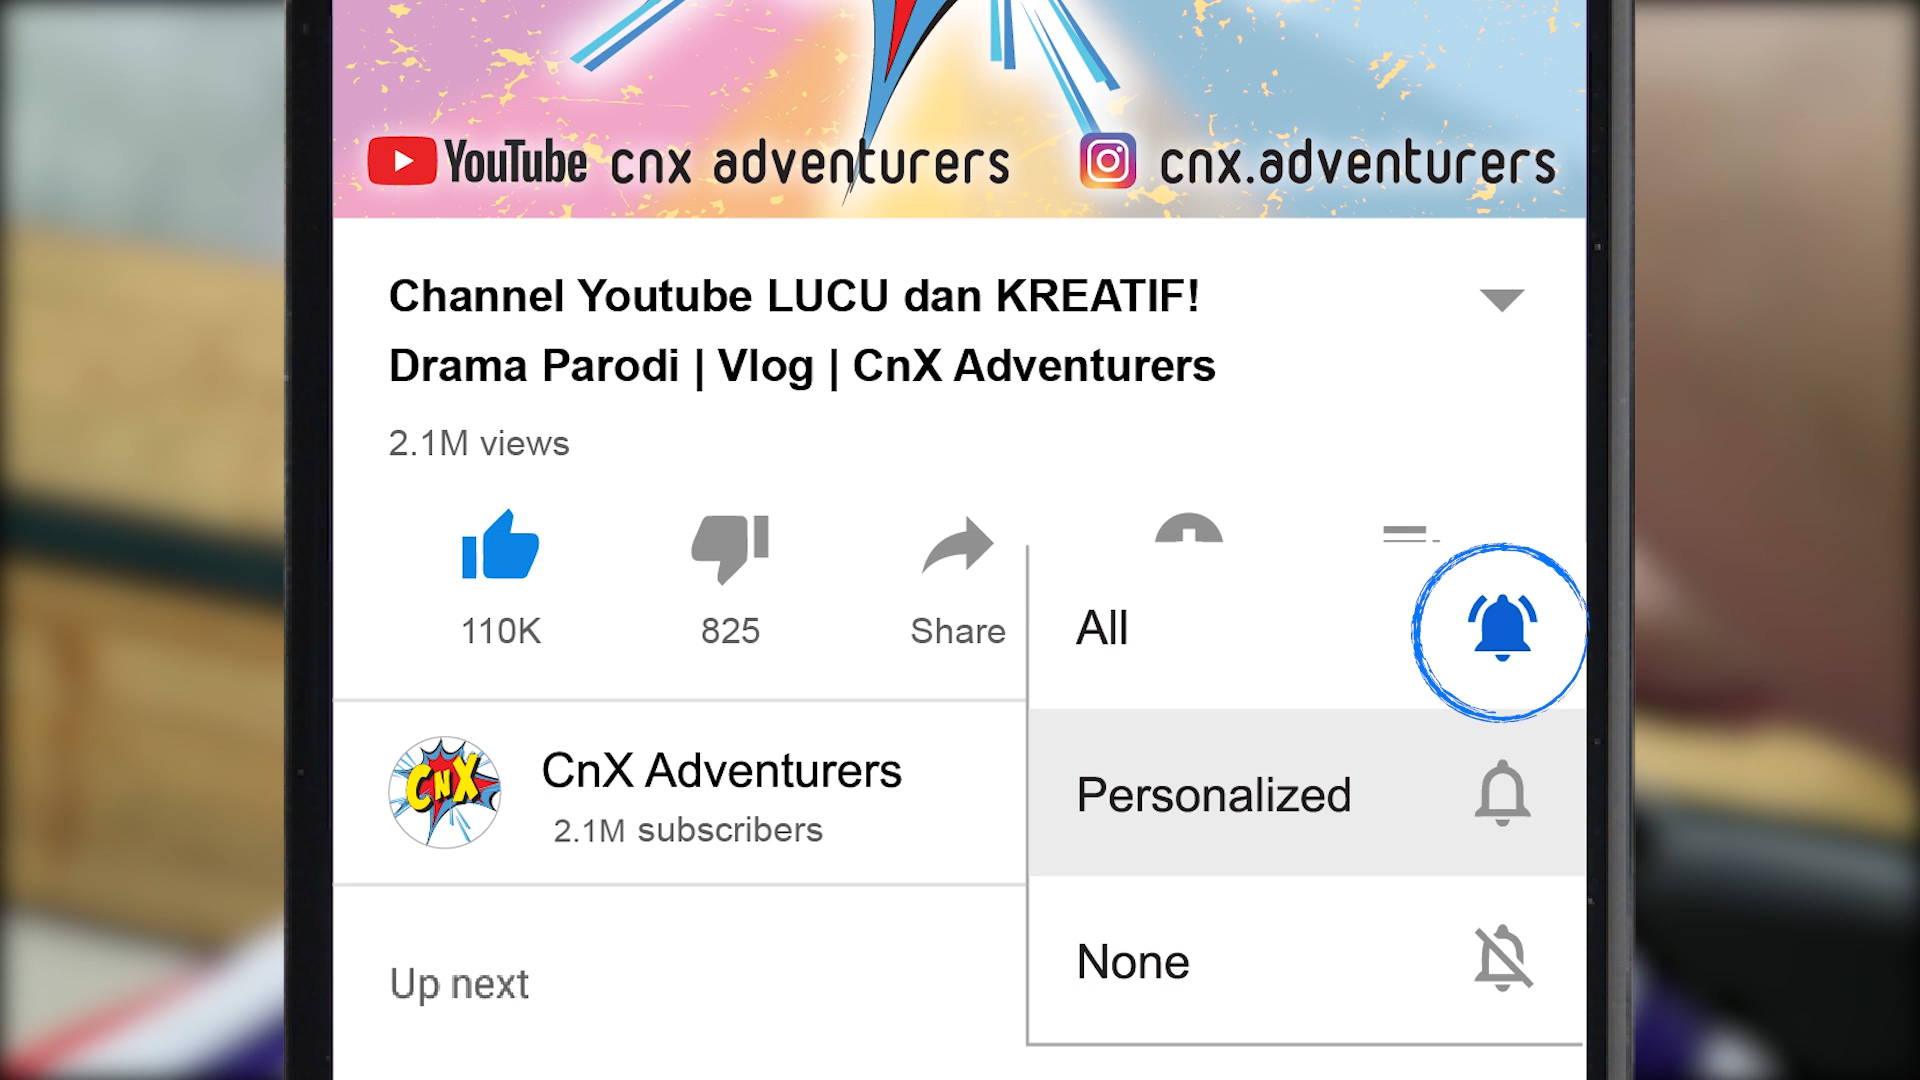 YouTube cnx adventurers cnx.adventurers
Channel Youtube LUCU dan KREATIF!
Drama Parodi | Vlog | CnX Adventurers
2.1M views
110K 825 Share
All
Personalized
None
CnX
CnX Adventurers
2.1M subscribers
Up next